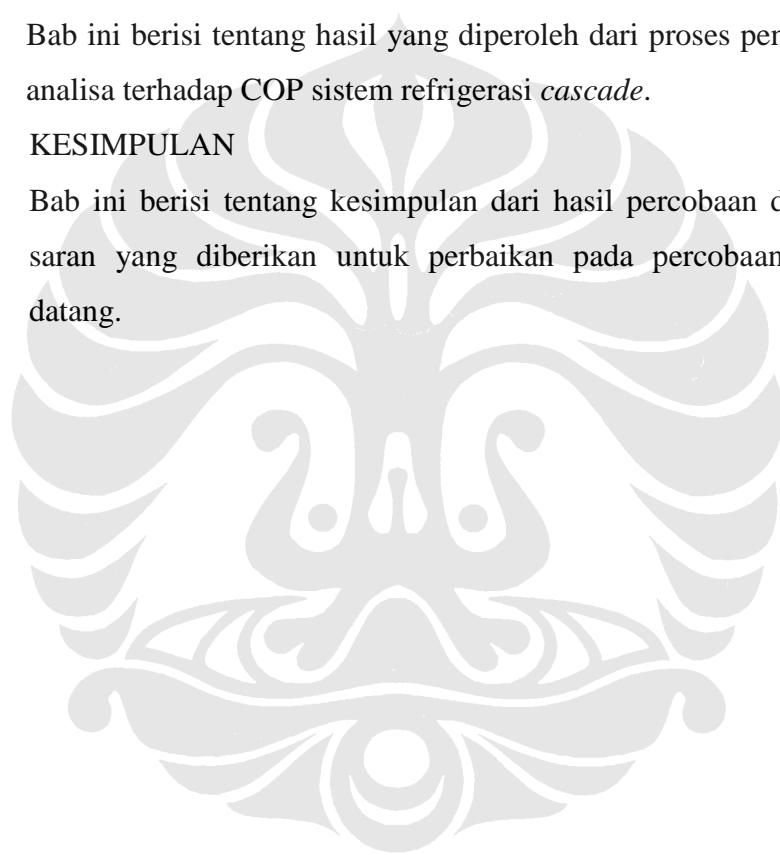 Bab ini berisi tentang hasil yang diperoleh dari proses
analisa terhadap COP sistem refrigerasi cascade.
KESIMPULAN
Bab ini berisi tentang kesimpulan dari hasil percobaan
saran yang diberikan untuk perbaikan pada percobaan
datang.